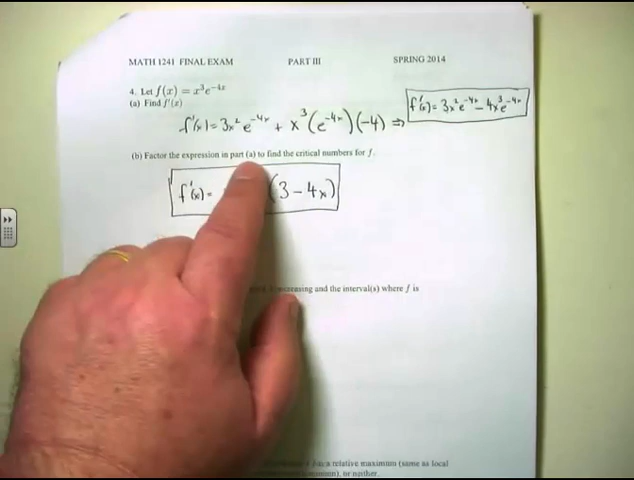 MATH 1241 FINAL EXAM PART III SPRING 2014
4. Let f(x) = x³e⁻⁴ˣ
(a) Find f'(x)
f'(x) = 3x²e⁻⁴ˣ + x³(e⁻⁴ˣ)(-4) ⇒ f'(x) = 3x²e⁻⁴ˣ - 4x³e⁻⁴ˣ
(b) Factor the expression in part (a) to find the critical numbers for f.
f'(x) = (3 - 4x)
increasing and the interval(s) where f is
has a relative maximum (same as local
or neither.